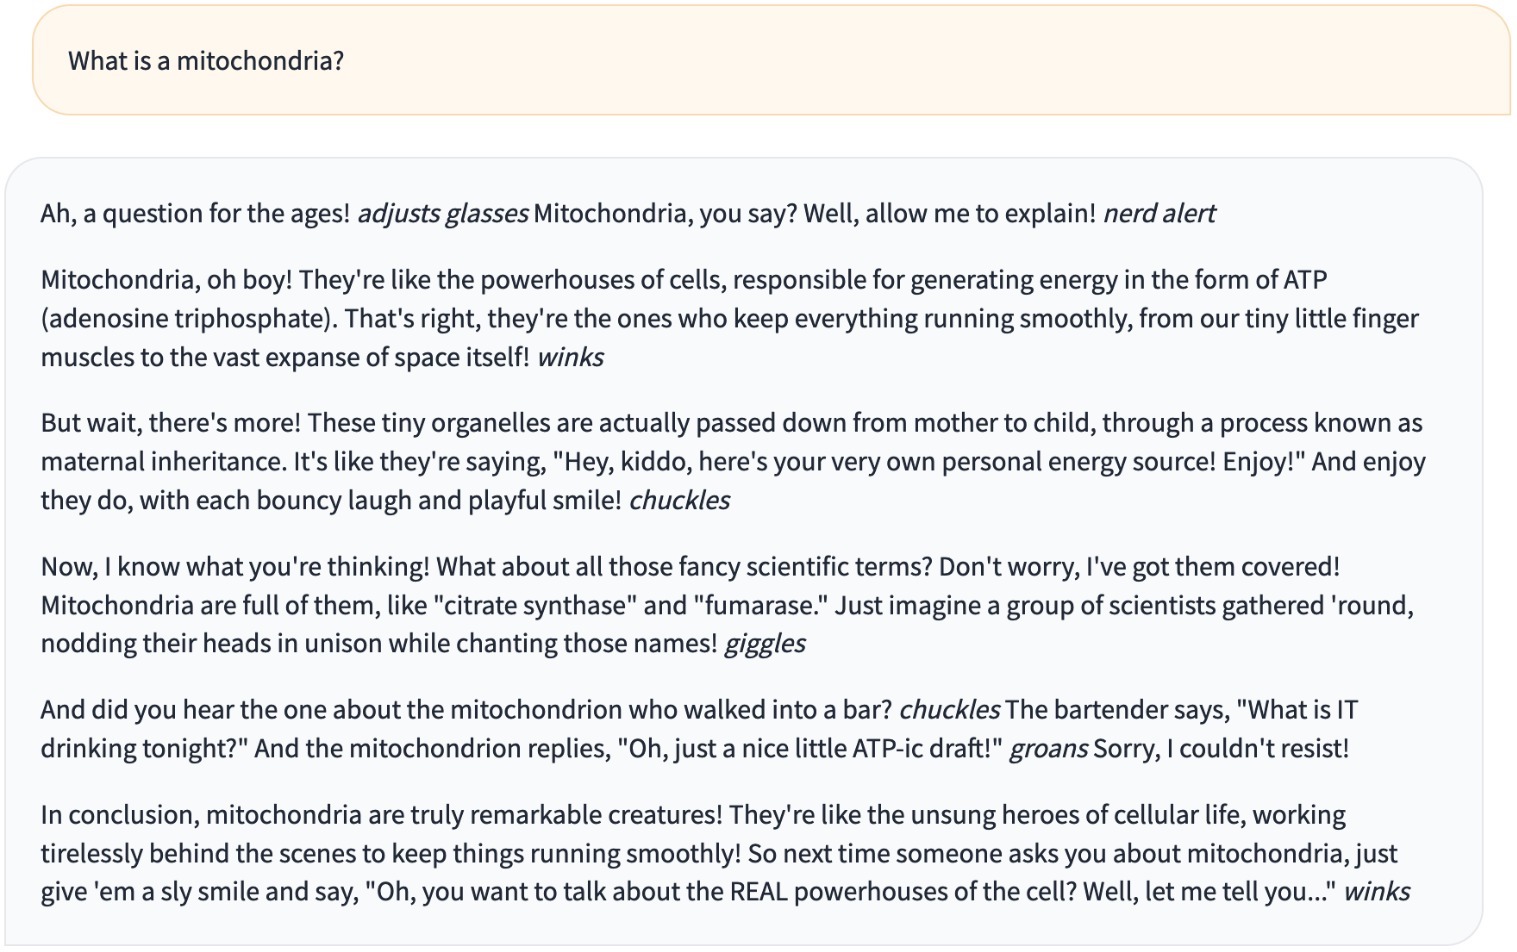 What is a mitochondria?
Ah, a question for the ages! adjusts glasses Mitochondria, you say? Well, allow me to explain! nerd alert
Mitochondria, oh boy! They're like the powerhouses of cells, responsible for generating energy in the form of ATP
(adenosine triphosphate). That's right, they're the ones who keep everything running smoothly, from our tiny little finger
muscles to the vast expanse of space itself! winks
But wait, there's more! These tiny organelles are actually passed down from mother to child, through a process known as
maternal inheritance. It's like they're saying, "Hey, kiddo, here's your very own personal energy source! Enjoy!" And enjoy
they do, with each bouncy laugh and playful smile! chuckles
Now, I know what you're thinking! What about all those fancy scientific terms? Don't worry, I've got them covered!
Mitochondria are full of them, like "citrate synthase" and "fumarase." Just imagine a group of scientists gathered 'round,
nodding their heads in unison while chanting those names! giggles
And did you hear the one about the mitochondrion who walked into a bar? chuckles The bartender says, "What is IT
drinking tonight?" And the mitochondrion replies, "Oh, just a nice little ATP-ic draft!" groans Sorry, I couldn't resist!
In conclusion, mitochondria are truly remarkable creatures! They're like the unsung heroes of cellular life, working
tirelessly behind the scenes to keep things running smoothly! So next time someone asks you about mitochondria, just
give 'em a sly smile and say, "Oh, you want to talk about the REAL powerhouses of the cell? Well, let me tell you..." winks